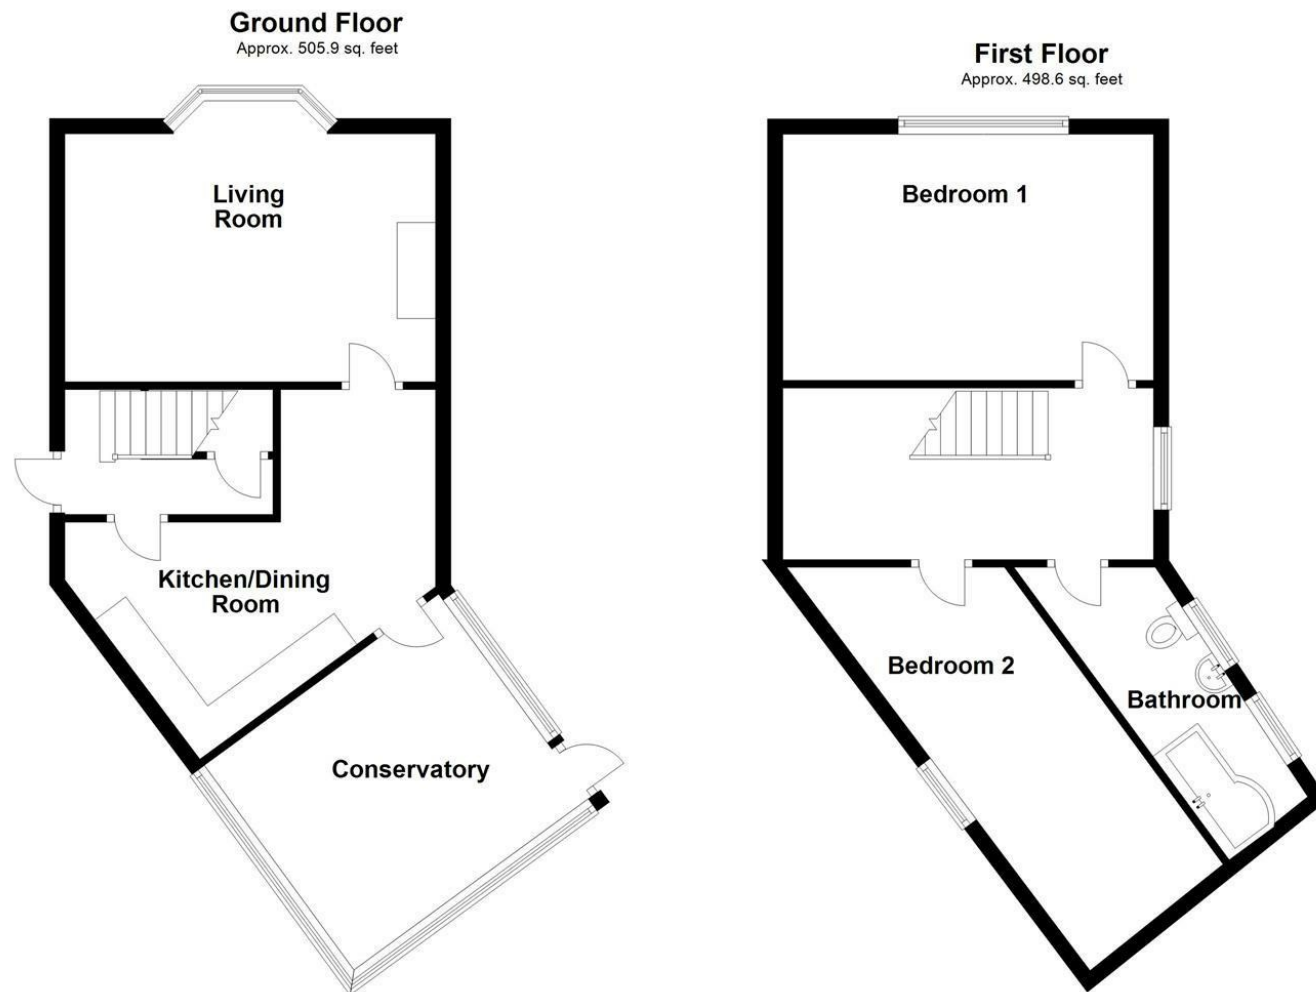 Ground Floor
Approx. 505.9 sq. feet
Living
Room
Kitchen/Dining
Room
Conservatory
First Floor
Approx. 498.6 sq. feet
Bedroom 1
Bedroom 2
Bathroom